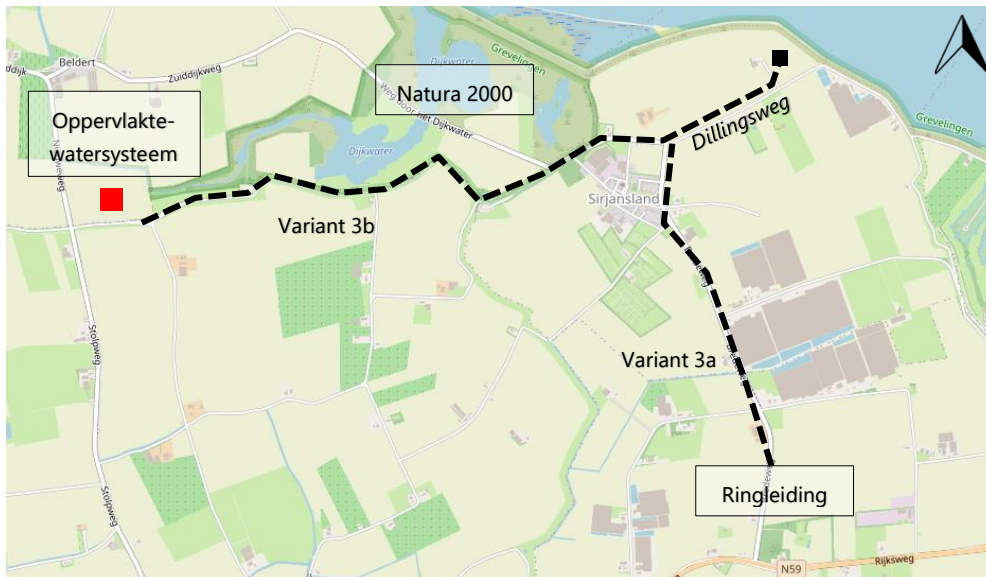 Grevelingen
Beldert
Zuiddijkweg
Dijkwater
Natura 2000
Weg door het Dijkwater
Oppervlakte-
watersysteem
Dillingsweg
Grevelingen
Dijkwater
Sirjansland
Variant 3b
Stolpweg
Variant 3a
Ringleiding
Stolpweg
N59
Rijksweg